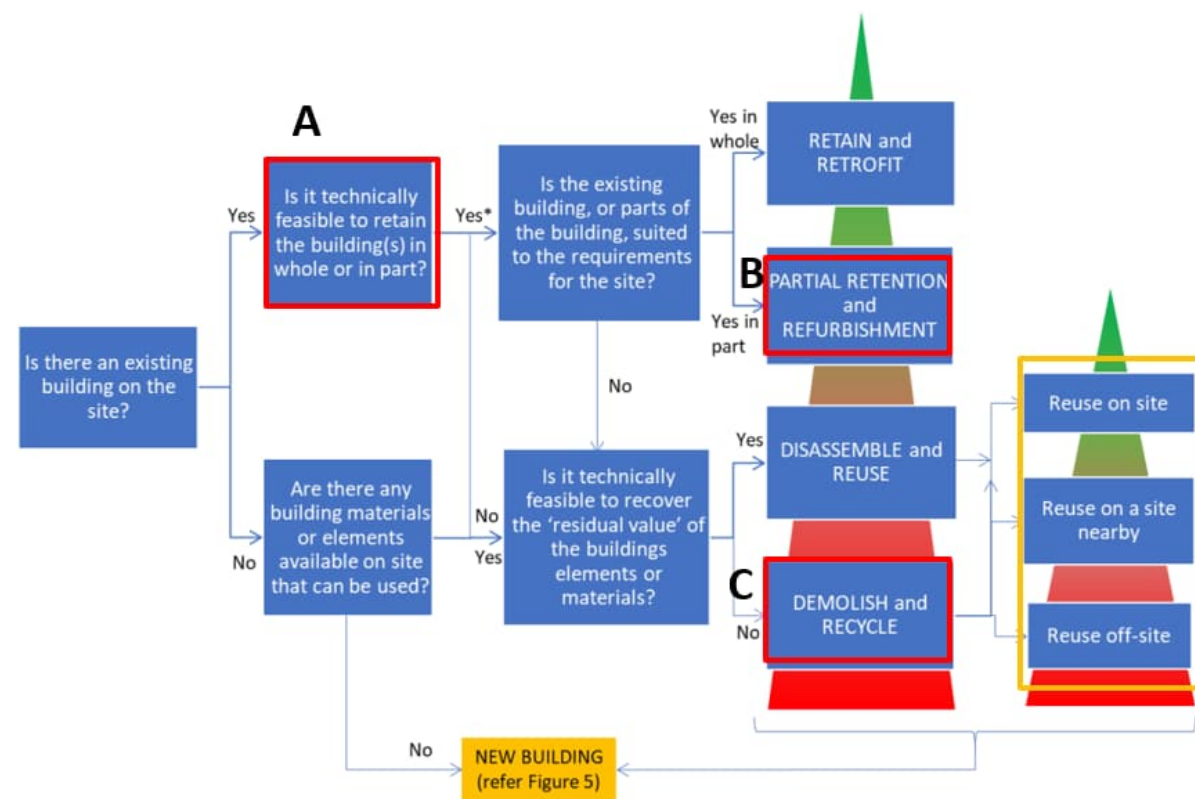 A
Is it technically
feasible to retain
the building(s) in
whole or in part?
Yes
Yes*
Is the existing
building, or parts of
the building, suited
to the requirements
for the site?
Yes in
whole
RETAIN and
RETROFIT
B
PARTIAL RETENTION
and
REFURBISHMENT
Yes in
part
Is there an existing
building on the
site?
No
Reuse on site
Yes
DISASSEMBLE and
REUSE
Are there any
building materials
or elements
available on site
that can be used?
No
No
Yes
Is it technically
feasible to recover
the ‘residual value’ of
the buildings
elements or
materials?
Reuse on a site
nearby
C
No
DEMOLISH and
RECYCLE
Reuse off-site
No
NEW BUILDING
(refer Figure 5)